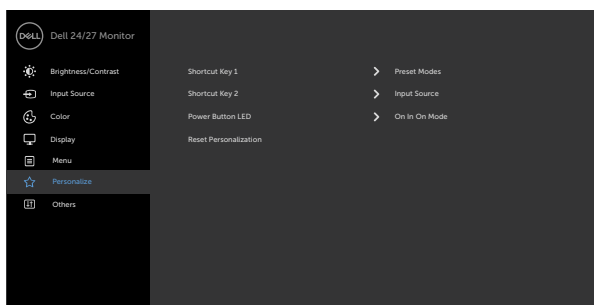 DELL
Dell 24/27 Monitor
Brightness/Contrast
Shortcut Key 1
Preset Modes
Input Source
Shortcut Key 2
Input Source
Color
Power Button LED
On In On Mode
Display
Reset Personalization
Menu
Personalize
Others